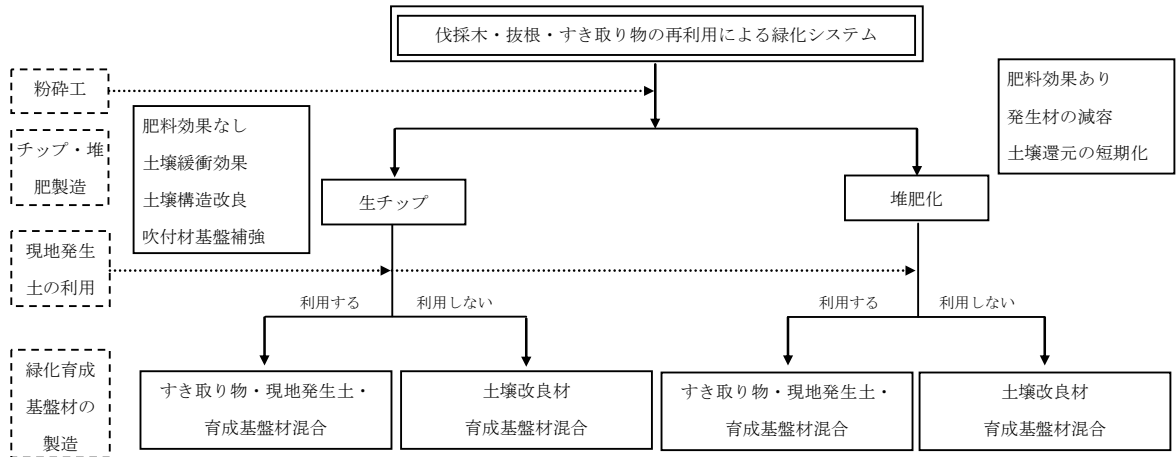 伐採木・抜根・すき取り物の再利用による緑化システム
粉砕工
肥料効果あり
発生材の減容
土壌還元の短期化
チップ・堆
肥製造
肥料効果なし
土壌緩衝効果
土壌構造改良
吹付材基盤補強
生チップ
堆肥化
現地発生
土の利用
利用する
利用しない
利用する
利用しない
緑化育成
基盤材の
製造
すき取り物・現地発生土・
育成基盤材混合
土壌改良材
育成基盤材混合
すき取り物・現地発生土・
育成基盤材混合
土壌改良材
育成基盤材混合